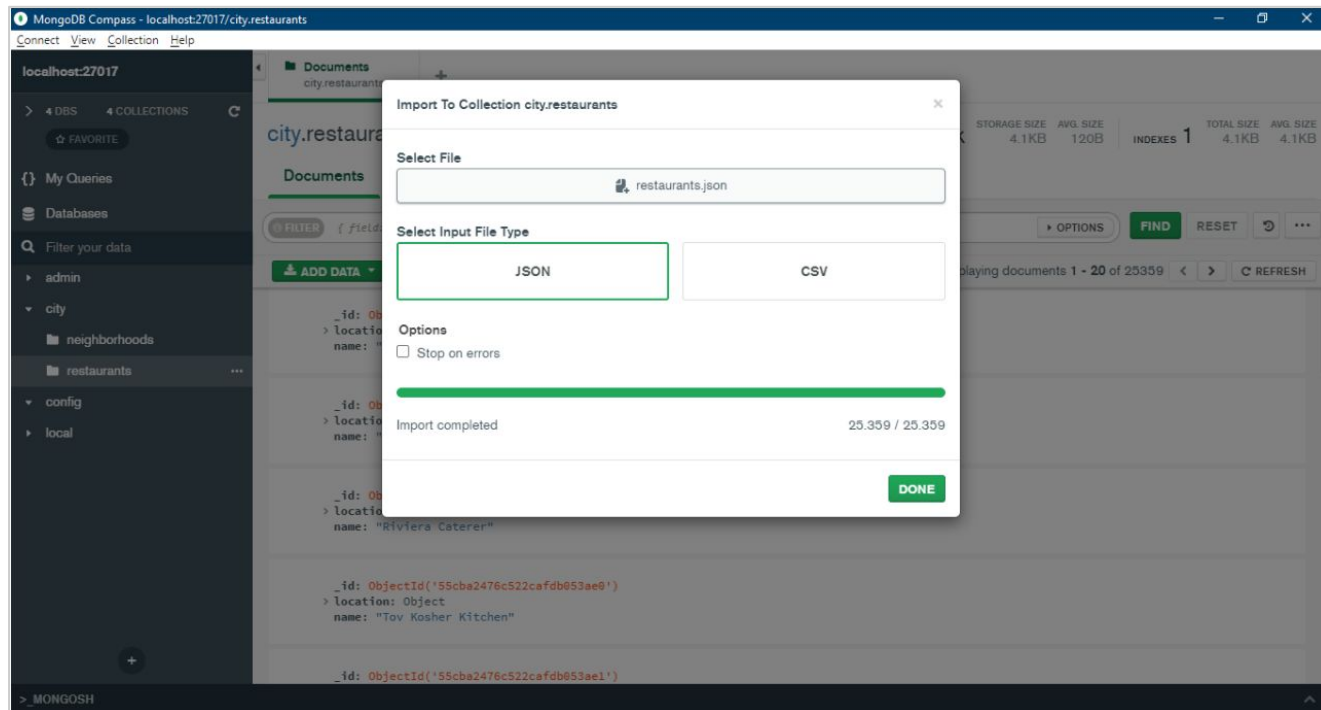 MongoDB Compass - localhost:27017/city.restaurants
Connect View Collection Help
localhost:27017
4 DBS 4 COLLECTIONS
FAVORITE
{} My Queries
Databases
Filter your data
admin
city
neighborhoods
restaurants
config
local
>_MONGOSH
Documents
city.restaurants
city.restaura
STORAGE SIZE 4.1KB AVG. SIZE 120B INDEXES 1 TOTAL SIZE 4.1KB AVG. SIZE 4.1KB
Documents
FILTER { field: OPTIONS FIND RESET
ADD DATA playing documents 1 - 20 of 25359 REFRESH
Import To Collection city.restaurants
Select File
restaurants.json
Select Input File Type
JSON CSV
Options
Stop on errors
Import completed 25.359 / 25.359
DONE
_id: Ob
locatio
name: "
_id: Ob
locatio
name: "
_id: Ob
locatio
name: "Riviera Caterer"
_id: ObjectId('55cba2476c522cafdb053ae0')
location: Object
name: "Tov Kosher Kitchen"
_id: ObjectId('55cba2476c522cafdb053ae1')